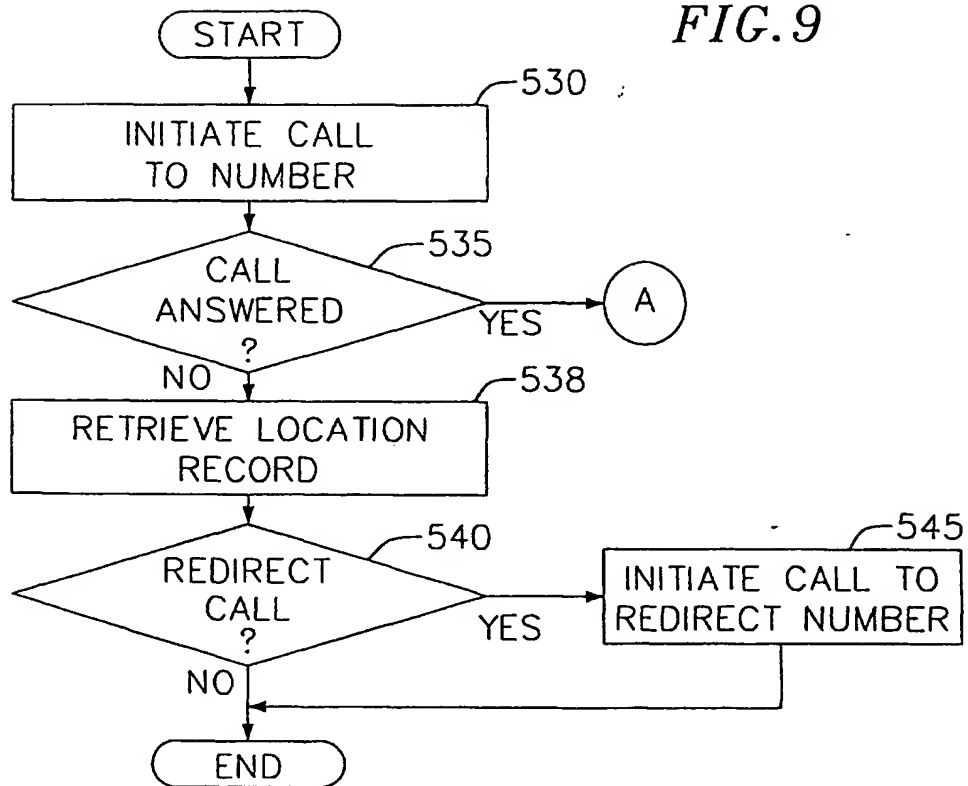 FIG. 9
START
530
INITIATE CALL
TO NUMBER
535
CALL
ANSWERED
?
YES
A
NO
538
RETRIEVE LOCATION
RECORD
540
REDIRECT
CALL
?
YES
545
INITIATE CALL TO
REDIRECT NUMBER
NO
END